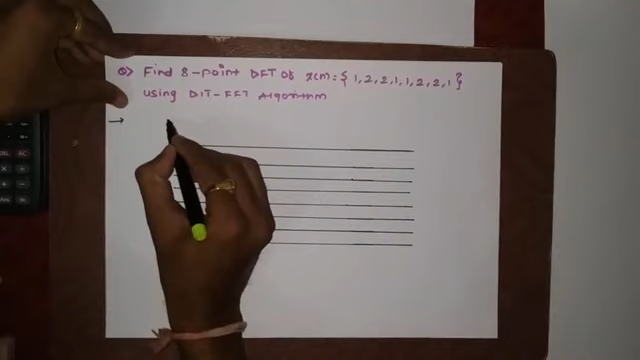 Q) Find 8-point DFT of x(n) = { 1, 2, 2, 1, 1, 2, 2, 1 }
using DIT-FFT Algorithm
→